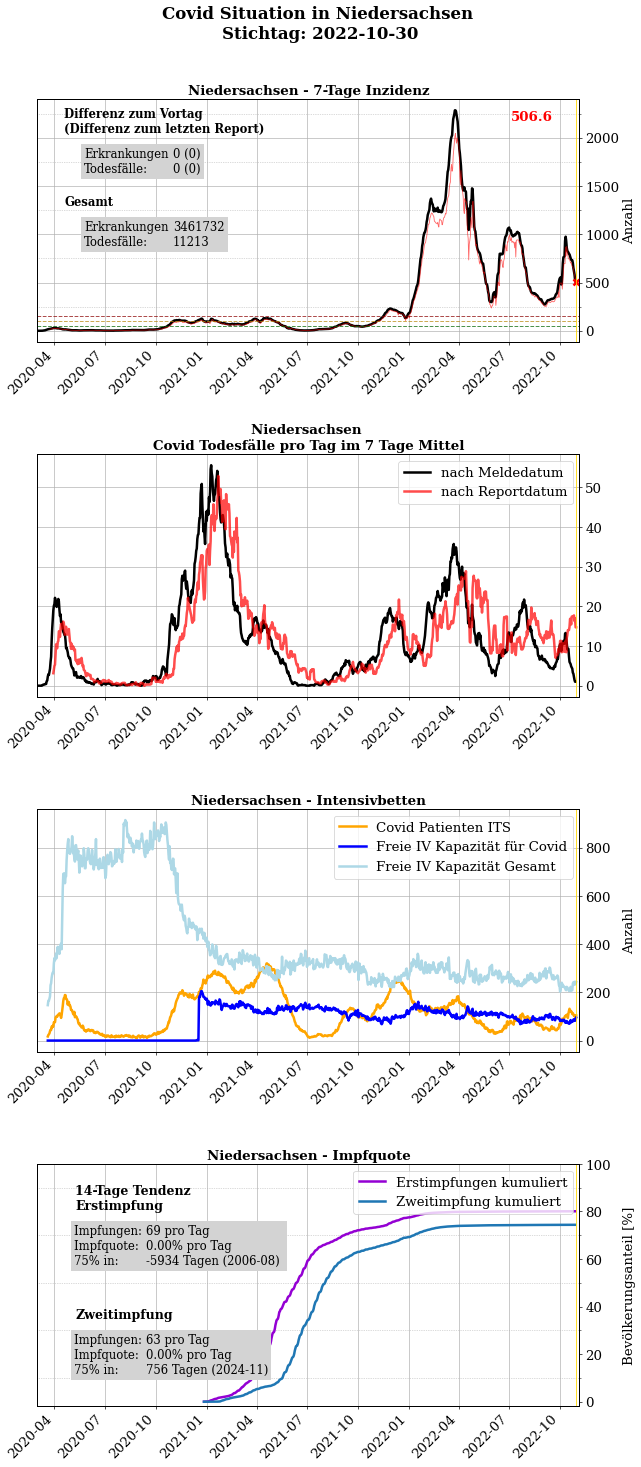 Covid Situation in Niedersachsen
Stichtag: 2022-10-30
Niedersachsen - 7-Tage Inzidenz
Differenz zum Vortag
(Differenz zum letzten Report)
Erkrankungen 0 (0)
Todesfälle: 0 (0)
Gesamt
Erkrankungen 3461732
Todesfälle: 11213
506.6
2000
1500
1000
500
0
Anzahl
2020-04 2020-07 2020-10 2021-01 2021-04 2021-07 2021-10 2022-01 2022-04 2022-07 2022-10
Niedersachsen
Covid Todesfälle pro Tag im 7 Tage Mittel
nach Meldedatum
nach Reportdatum
50
40
30
20
10
0
2020-04 2020-07 2020-10 2021-01 2021-04 2021-07 2021-10 2022-01 2022-04 2022-07 2022-10
Niedersachsen - Intensivbetten
Covid Patienten ITS
Freie IV Kapazität für Covid
Freie IV Kapazität Gesamt
800
600
400
200
0
Anzahl
2020-04 2020-07 2020-10 2021-01 2021-04 2021-07 2021-10 2022-01 2022-04 2022-07 2022-10
Niedersachsen - Impfquote
14-Tage Tendenz
Erstimpfung
Impfungen: 69 pro Tag
Impfquote: 0.00% pro Tag
75% in: -5934 Tagen (2006-08)
Zweitimpfung
Impfungen: 63 pro Tag
Impfquote: 0.00% pro Tag
75% in: 756 Tagen (2024-11)
Erstimpfungen kumuliert
Zweitimpfung kumuliert
100
80
60
40
20
0
Bevölkerungsanteil [%]
2020-04 2020-07 2020-10 2021-01 2021-04 2021-07 2021-10 2022-01 2022-04 2022-07 2022-10